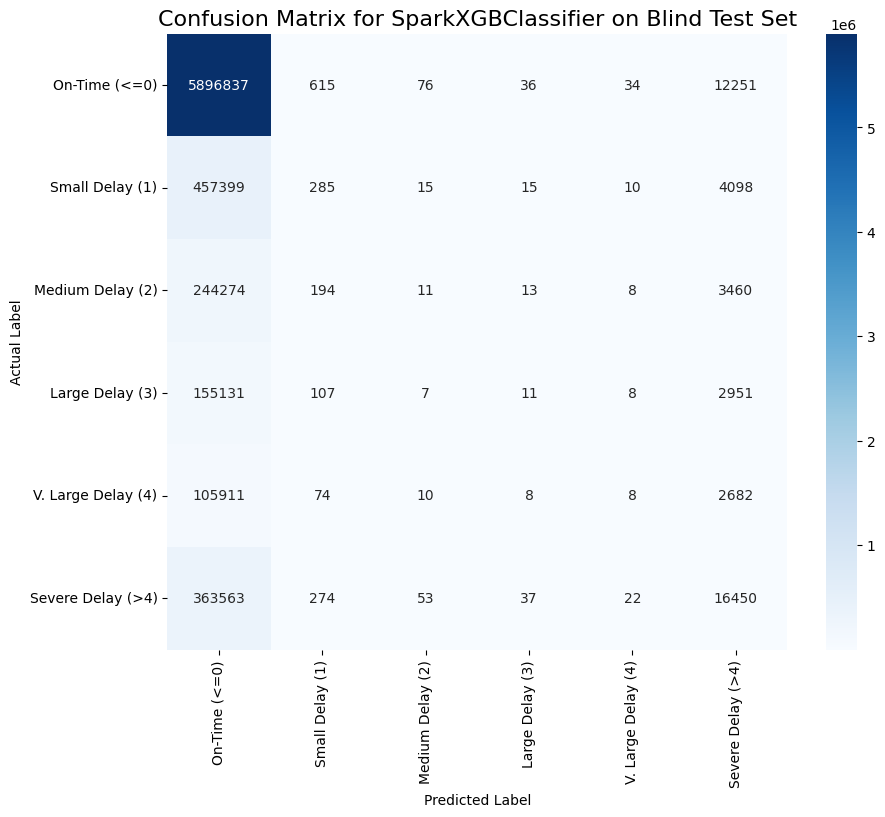 Confusion Matrix for SparkXGBClassifier on Blind Test Set
1e6
On-Time (<=0) 5896837 615 76 36 34 12251
Small Delay (1) 457399 285 15 15 10 4098
Medium Delay (2) 244274 194 11 13 8 3460
Large Delay (3) 155131 107 7 11 8 2951
V. Large Delay (4) 105911 74 10 8 8 2682
Severe Delay (>4) 363563 274 53 37 22 16450
Actual Label
On-Time (<=0)
Small Delay (1)
Medium Delay (2)
Large Delay (3)
V. Large Delay (4)
Severe Delay (>4)
Predicted Label
5
4
3
2
1